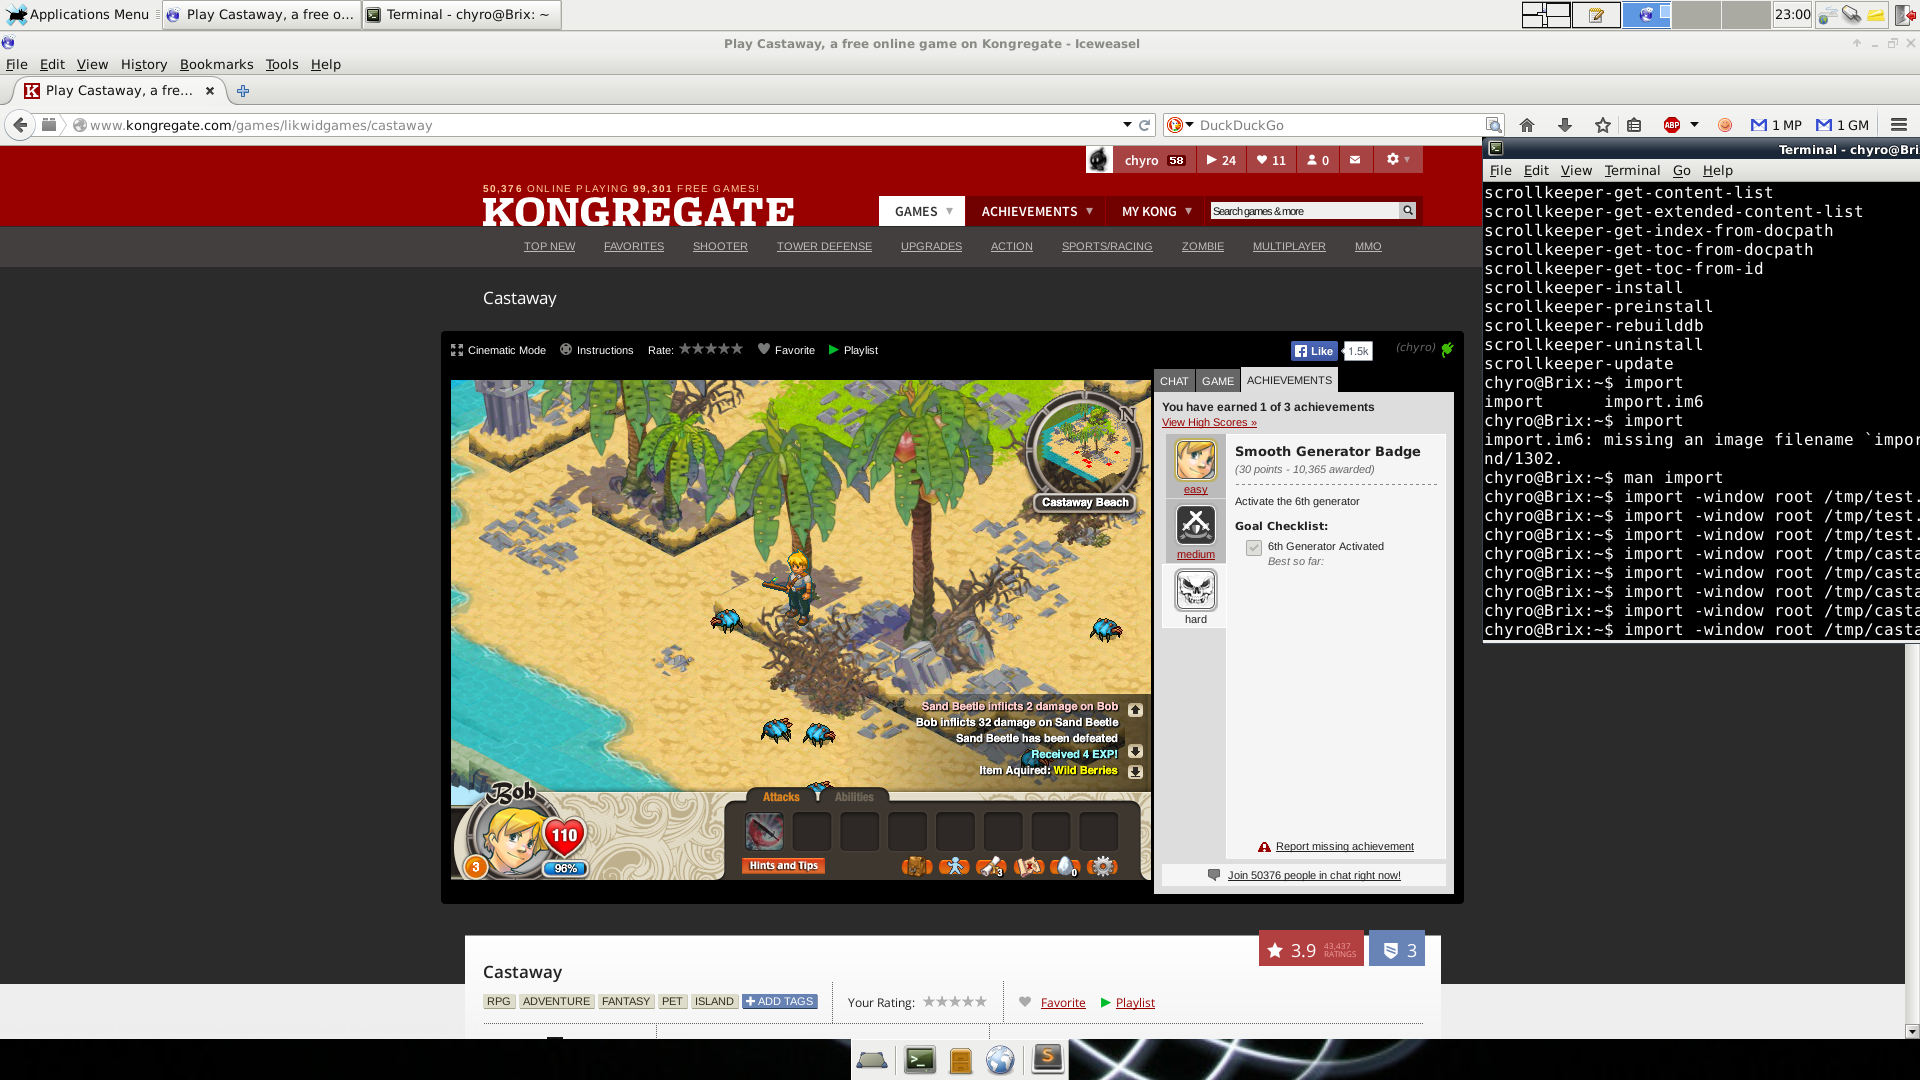 Applications Menu
Play Castaway, a free o...
Terminal - chyro@Brix: ~
23:00
Play Castaway, a free online game on Kongregate - Iceweasel
File Edit View History Bookmarks Tools Help
Play Castaway, a fre...
www.kongregate.com/games/likwidgames/castaway
DuckDuckGo
ABP
1 MP
1 GM
chyro 58
24
11
0
50,376 ONLINE PLAYING 99,301 FREE GAMES!
KONGREGATE
GAMES
ACHIEVEMENTS
MY KONG
Search games & more
TOP NEW FAVORITES SHOOTER TOWER DEFENSE UPGRADES ACTION SPORTS/RACING ZOMBIE MULTIPLAYER MMO
Castaway
Cinematic Mode Instructions Rate: Favorite Playlist
Like 1.5k
(chyro)
N
Castaway Beach
Sand Beetle inflicts 2 damage on Bob
Bob inflicts 32 damage on Sand Beetle
Sand Beetle has been defeated
Received 4 EXP!
Item Aquired: Wild Berries
Bob
110
3
96%
Attacks Abilities
Hints and Tips
3
0
CHAT GAME ACHIEVEMENTS
You have earned 1 of 3 achievements
View High Scores »
easy
medium
hard
Smooth Generator Badge
(30 points - 10,365 awarded)
Activate the 6th generator
Goal Checklist:
6th Generator Activated
Best so far:
Report missing achievement
Join 50376 people in chat right now!
Terminal - chyro@Bri
File Edit View Terminal Go Help
scrollkeeper-get-content-list
scrollkeeper-get-extended-content-list
scrollkeeper-get-index-from-docpath
scrollkeeper-get-toc-from-docpath
scrollkeeper-get-toc-from-id
scrollkeeper-install
scrollkeeper-preinstall
scrollkeeper-rebuilddb
scrollkeeper-uninstall
scrollkeeper-update
chyro@Brix:~$ import
import import.im6
chyro@Brix:~$ import
import.im6: missing an image filename `impor
nd/1302.
chyro@Brix:~$ man import
chyro@Brix:~$ import -window root /tmp/test.
chyro@Brix:~$ import -window root /tmp/test.
chyro@Brix:~$ import -window root /tmp/test.
chyro@Brix:~$ import -window root /tmp/casta
chyro@Brix:~$ import -window root /tmp/casta
chyro@Brix:~$ import -window root /tmp/casta
chyro@Brix:~$ import -window root /tmp/casta
chyro@Brix:~$ import -window root /tmp/casta
3.9 43,437 RATINGS
3
Castaway
RPG ADVENTURE FANTASY PET ISLAND ADD TAGS
Your Rating:
Favorite
Playlist